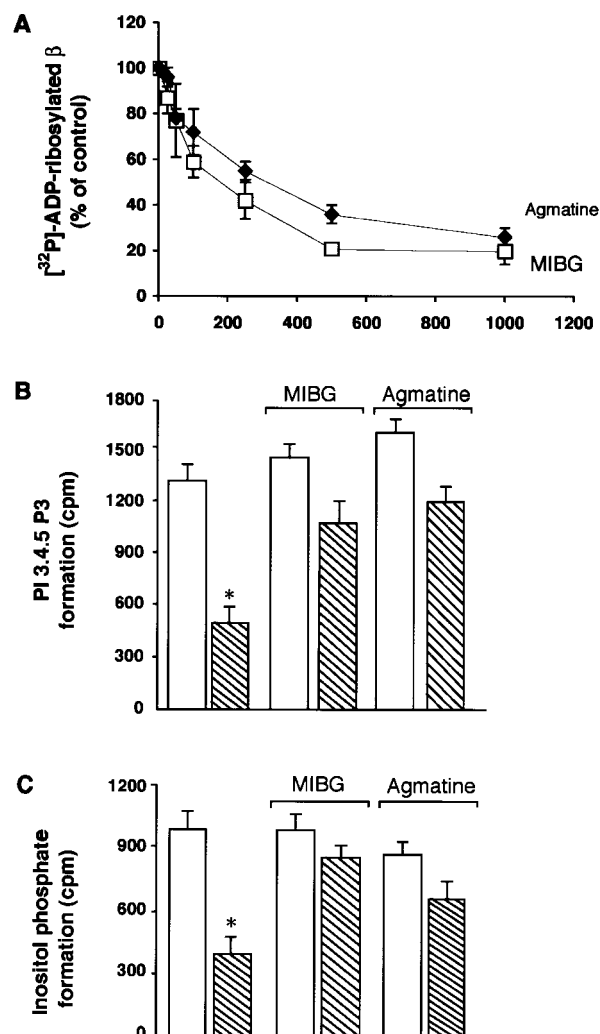 A
[³²P]-ADP-ribosylated β
(% of control)
120
100
80
60
40
20
0
0 200 400 600 800 1000 1200
Agmatine
MIBG
B
PI 3.4.5 P3
formation (cpm)
MIBG Agmatine
1800
1500
1200
900
600
300
0
*
C
Inositol phosphate
formation (cpm)
MIBG Agmatine
1200
900
600
300
0
*